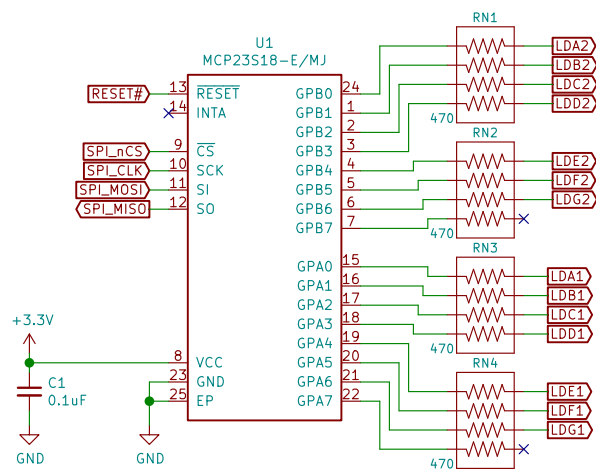 RN1
U1
MCP23S18-E/MJ
RESET# 13 RESET GPB0 24 LDA2
14 INTA GPB1 1 LDB2
GPB2 2 LDC2
SPI_nCS 9 CS GPB3 3 LDD2
470
SPI_CLK 10 SCK GPB4 4 RN2 LDE2
SPI_MOSI 11 SI GPB5 5 LDF2
SPI_MISO 12 SO GPB6 6 LDG2
GPB7 7
470
RN3
GPA0 15 LDA1
GPA1 16 LDB1
GPA2 17 LDC1
GPA3 18 LDD1
+3.3V
GPA4 19 470
8 VCC GPA5 20 RN4
23 GND GPA6 21 LDE1
25 EP GPA7 22 LDF1
C1
0.1uF
LDG1
470
GND
GND